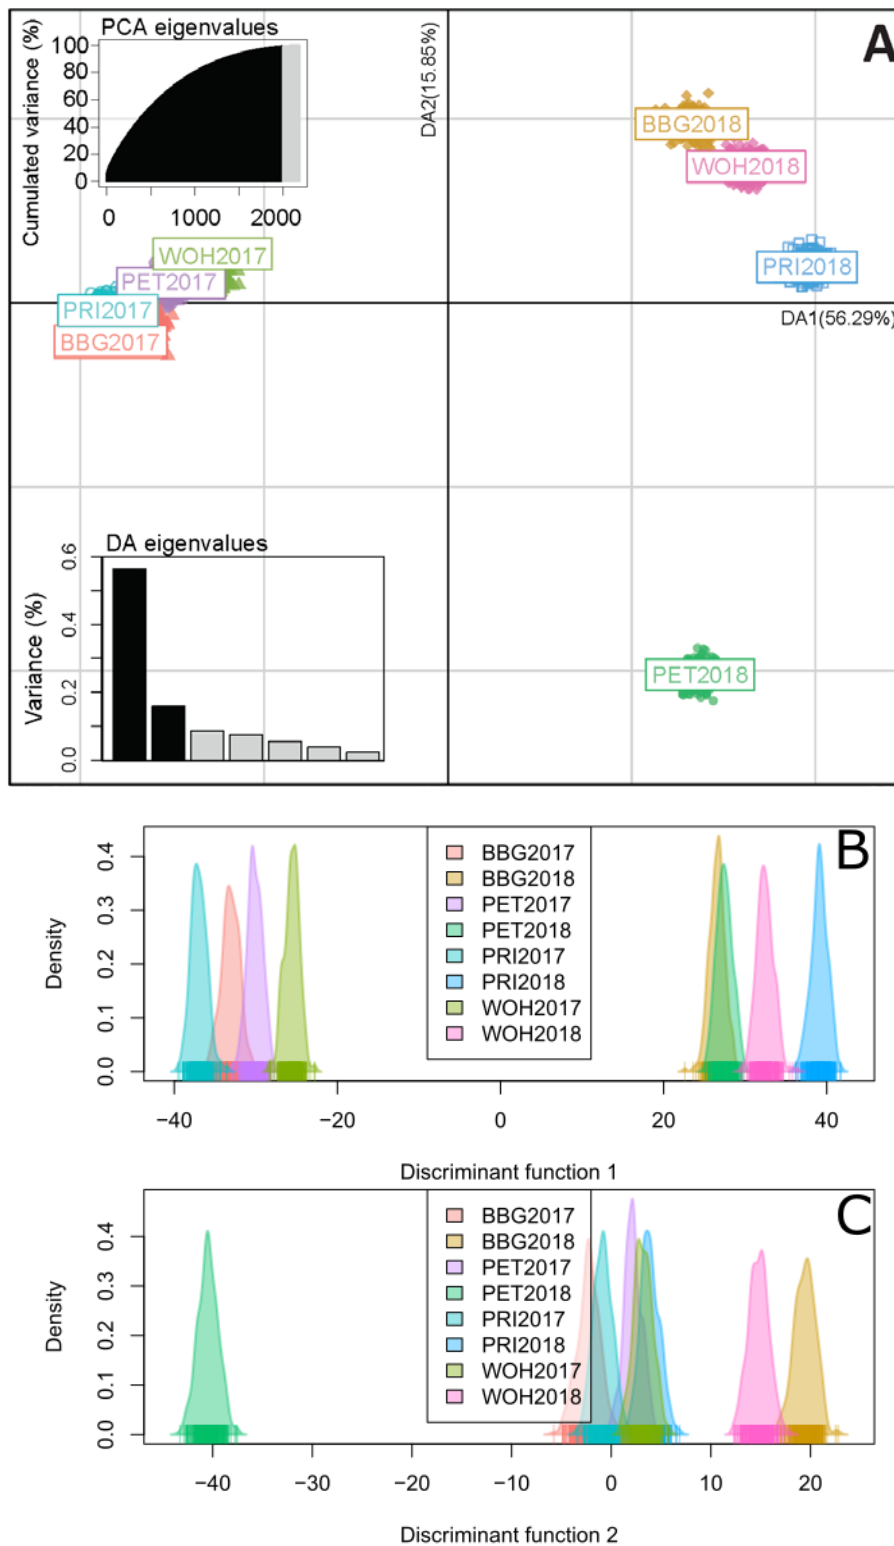 PCA eigenvalues
Cumulated variance (%)
100
80
60
40
20
0
0 1000 2000
DA2(15.85%)
A
BBG2018
WOH2018
PRI2018
DA1(56.29%)
WOH2017
PET2017
PRI2017
BBG2017
DA eigenvalues
Variance (%)
0.6
0.4
0.2
0.0
PET2018
B
Density
0.4
0.3
0.2
0.1
0.0
BBG2017
BBG2018
PET2017
PET2018
PRI2017
PRI2018
WOH2017
WOH2018
−40 −20 0 20 40
Discriminant function 1
C
Density
0.4
0.3
0.2
0.1
0.0
BBG2017
BBG2018
PET2017
PET2018
PRI2017
PRI2018
WOH2017
WOH2018
−40 −30 −20 −10 0 10 20
Discriminant function 2